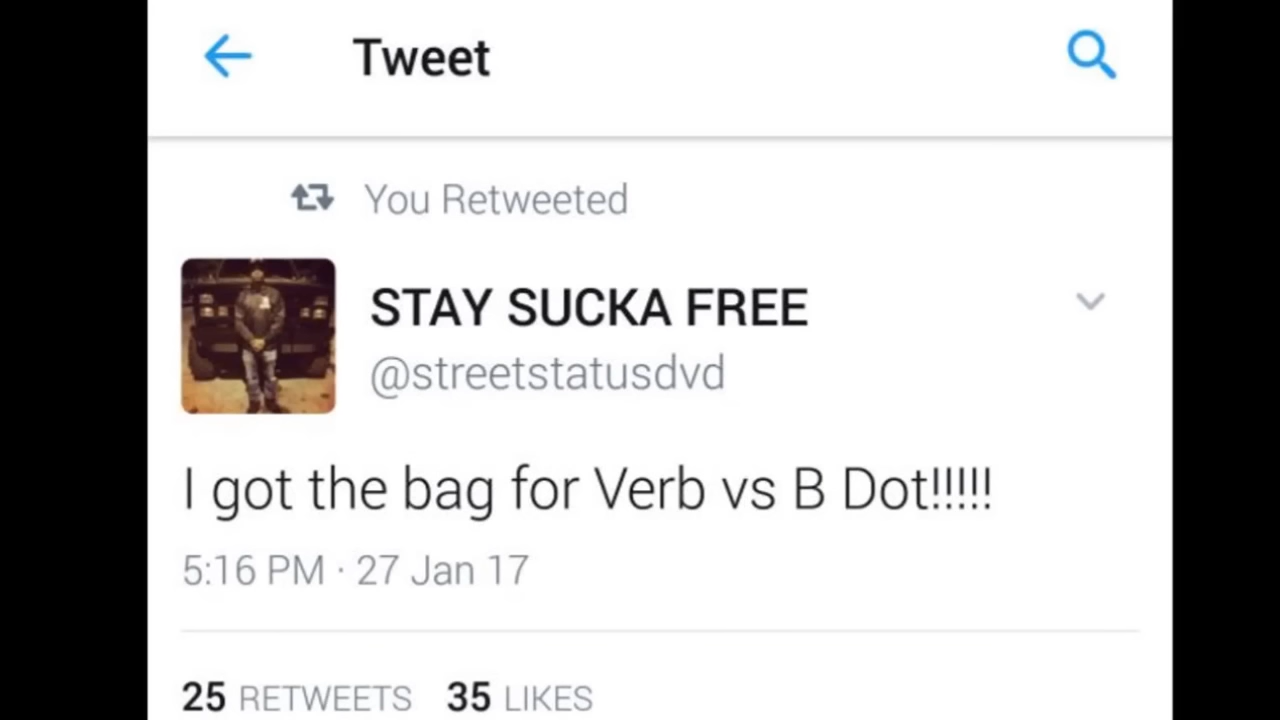 Tweet
You Retweeted
STAY SUCKA FREE
@streetstatusdvd
I got the bag for Verb vs B Dot!!!!!
5:16 PM · 27 Jan 17
25 RETWEETS 35 LIKES